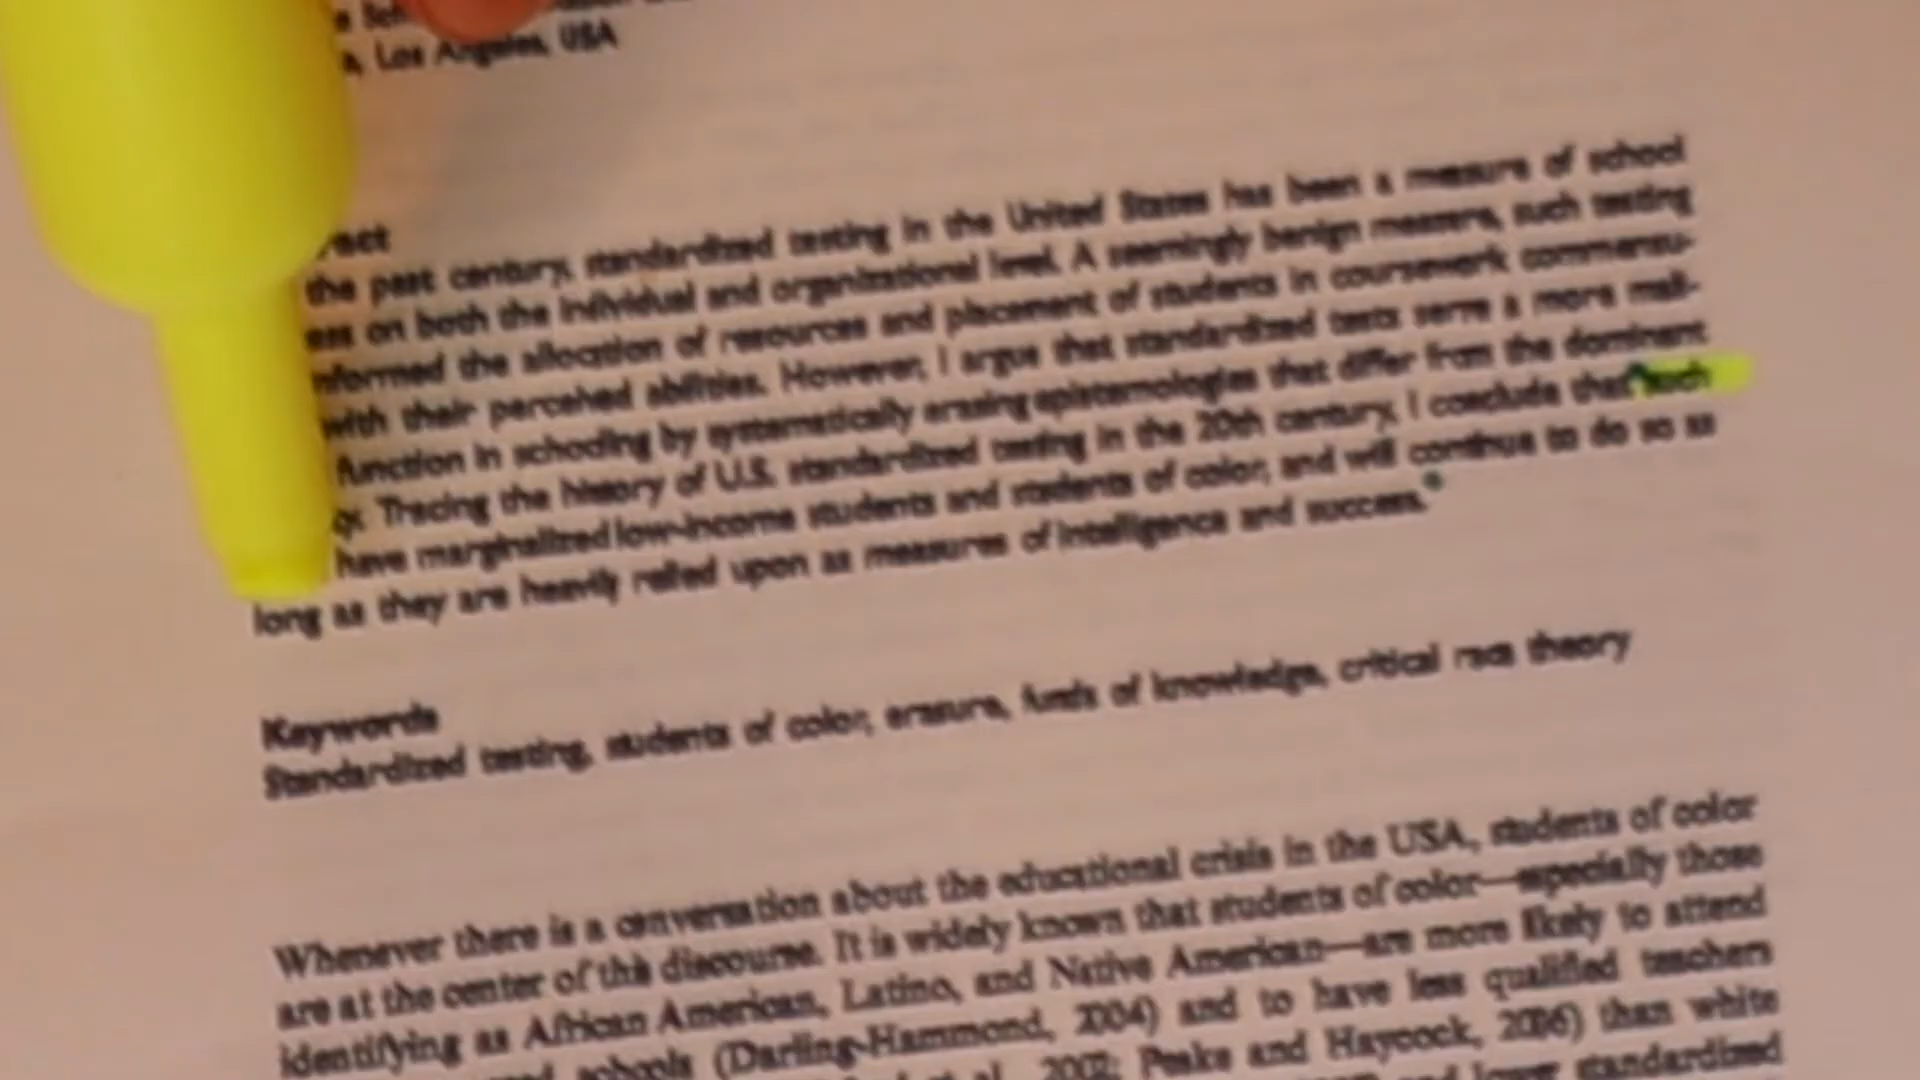 , Los Angeles, USA
ract
the past century, standardized testing in the United States has been a measure of school
ess on both the individual and organizational level. A seemingly benign measure, such testing
nformed the allocation of resources and placement of students in coursework commensu-
with their perceived abilities. However, I argue that standardized tests serve a more mali-
function in schooling by systematically erasing epistemologies that differ from the dominant
gy. Tracing the history of U.S. standardized testing in the 20th century, I conclude that such
have marginalized low-income students and students of color, and will continue to do so as
long as they are heavily relied upon as measures of intelligence and success.
Keywords
Standardized testing, students of color, erasure, funds of knowledge, critical race theory
Whenever there is a conversation about the educational crisis in the USA, students of color
are at the center of this discourse. It is widely known that students of color—especially those
identifying as African American, Latino, and Native American—are more likely to attend
schools (Darling-Hammond, 2004) and to have less qualified teachers
2002; Peske and Haycock, 2006) than white
and lower standardized